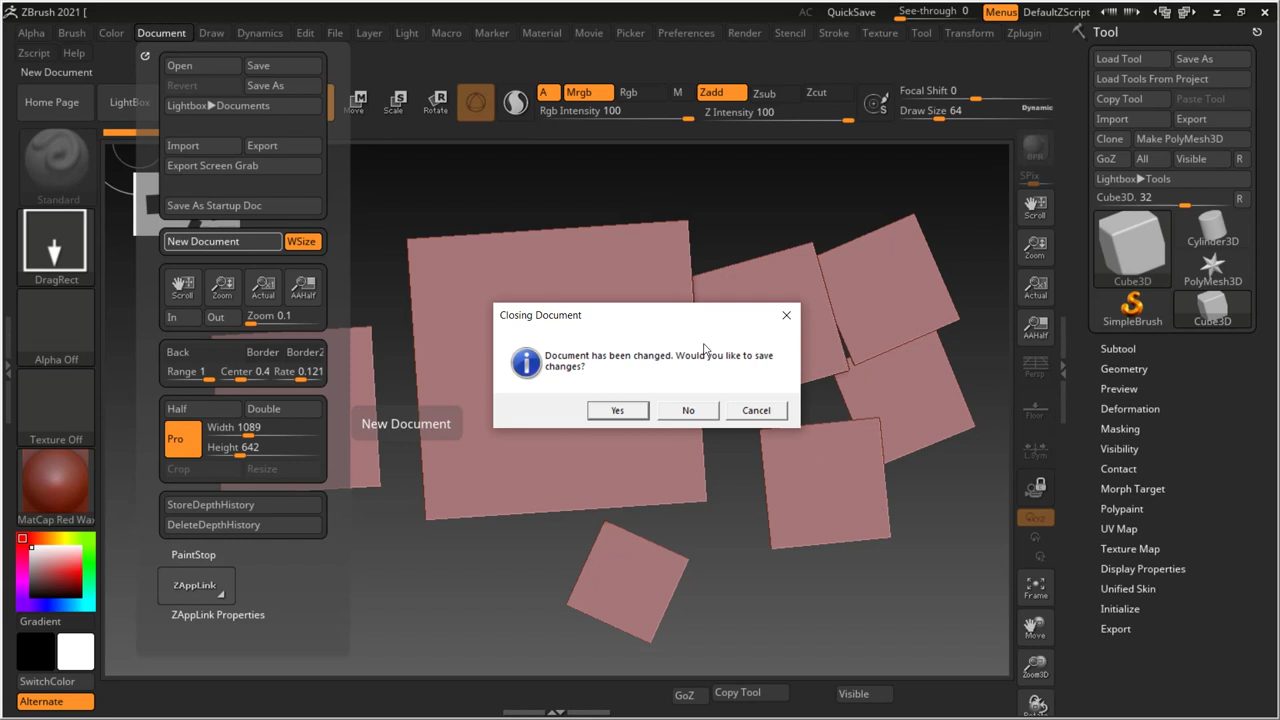 ZBrush 2021 [
AC QuickSave See-through 0 Menus DefaultZScript
Alpha Brush Color Document Draw Dynamics Edit File Layer Light Macro Marker Material Movie Picker Preferences Render Stencil Stroke Texture Tool Transform Zplugin
Zscript Help
New Document
Home Page LightBox
Open Save
Revert Save As
Lightbox▶Documents
Import Export
Export Screen Grab
Save As Startup Doc
New Document WSize
Scroll Zoom Actual AAHalf
In Out Zoom 0.1
Back Border Border2
Range 1 Center 0.4 Rate 0.121
Half Double
Pro Width 1089
Height 642
Crop Resize
StoreDepthHistory
DeleteDepthHistory
PaintStop
ZAppLink
ZAppLink Properties
Move Scale Rotate
A Mrgb Rgb M Zadd Zsub Zcut
Rgb Intensity 100 Z Intensity 100
Focal Shift 0
Draw Size 64 Dynamic
Standard
DragRect
Alpha Off
Texture Off
MatCap Red Wax
Gradient
SwitchColor
Alternate
New Document
Closing Document
Document has been changed. Would you like to save
changes?
Yes No Cancel
BPR
SPix
Scroll
Zoom
Actual
AAHalf
Persp
Floor
L.Sym
Frame
Move
Zoom3D
Rotate
GoZ Copy Tool Visible
Tool
Load Tool Save As
Load Tools From Project
Copy Tool Paste Tool
Import Export
Clone Make PolyMesh3D
GoZ All Visible R
Lightbox▶Tools
Cube3D. 32 R
Cube3D Cylinder3D
PolyMesh3D
SimpleBrush Cube3D
Subtool
Geometry
Preview
Deformation
Masking
Visibility
Contact
Morph Target
Polypaint
UV Map
Texture Map
Display Properties
Unified Skin
Initialize
Export